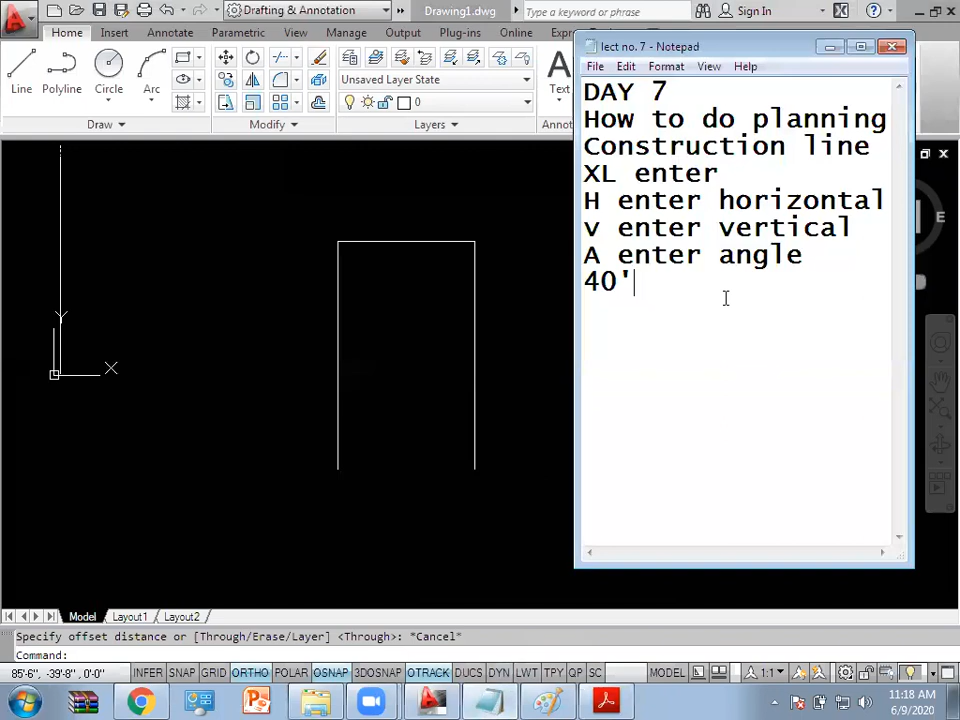 Drafting & Annotation
Drawing1.dwg
Type a keyword or phrase
Sign In
Home Insert Annotate Parametric View Manage Output Plug-ins Online
Line Polyline Circle Arc
Unsaved Layer State
0
Text
Draw Modify Layers
lect no. 7 - Notepad
File Edit Format View Help
DAY 7
How to do planning
Construction line
XL enter
H enter horizontal
v enter vertical
A enter angle
40'
E
Y
X
Model Layout1 Layout2
Specify offset distance or [Through/Erase/Layer] <Through>: *Cancel*
Command:
85'-6", -39'-8", 0'-0" INFER SNAP GRID ORTHO POLAR OSNAP 3DOSNAP OTRACK DUCS DYN LWT TPY QP SC MODEL 1:1
11:18 AM
6/9/2020